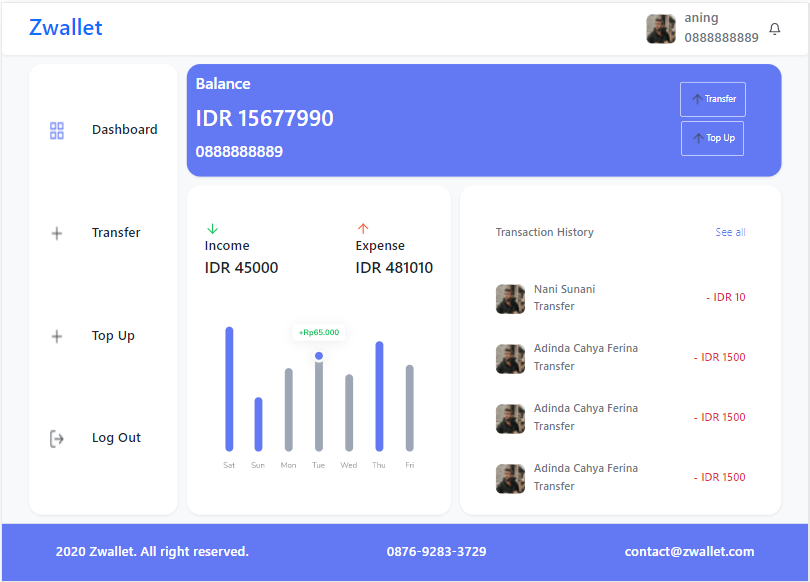 Zwallet
aning
0888888889
Dashboard
Transfer
Top Up
Log Out
Balance
IDR 15677990
0888888889
Transfer
Top Up
Income
IDR 45000
Expense
IDR 481010
+Rp65.000
Sat Sun Mon Tue Wed Thu Fri
Transaction History
See all
Nani Sunani
Transfer
- IDR 10
Adinda Cahya Ferina
Transfer
- IDR 1500
Adinda Cahya Ferina
Transfer
- IDR 1500
Adinda Cahya Ferina
Transfer
- IDR 1500
2020 Zwallet. All right reserved.
0876-9283-3729
contact@zwallet.com